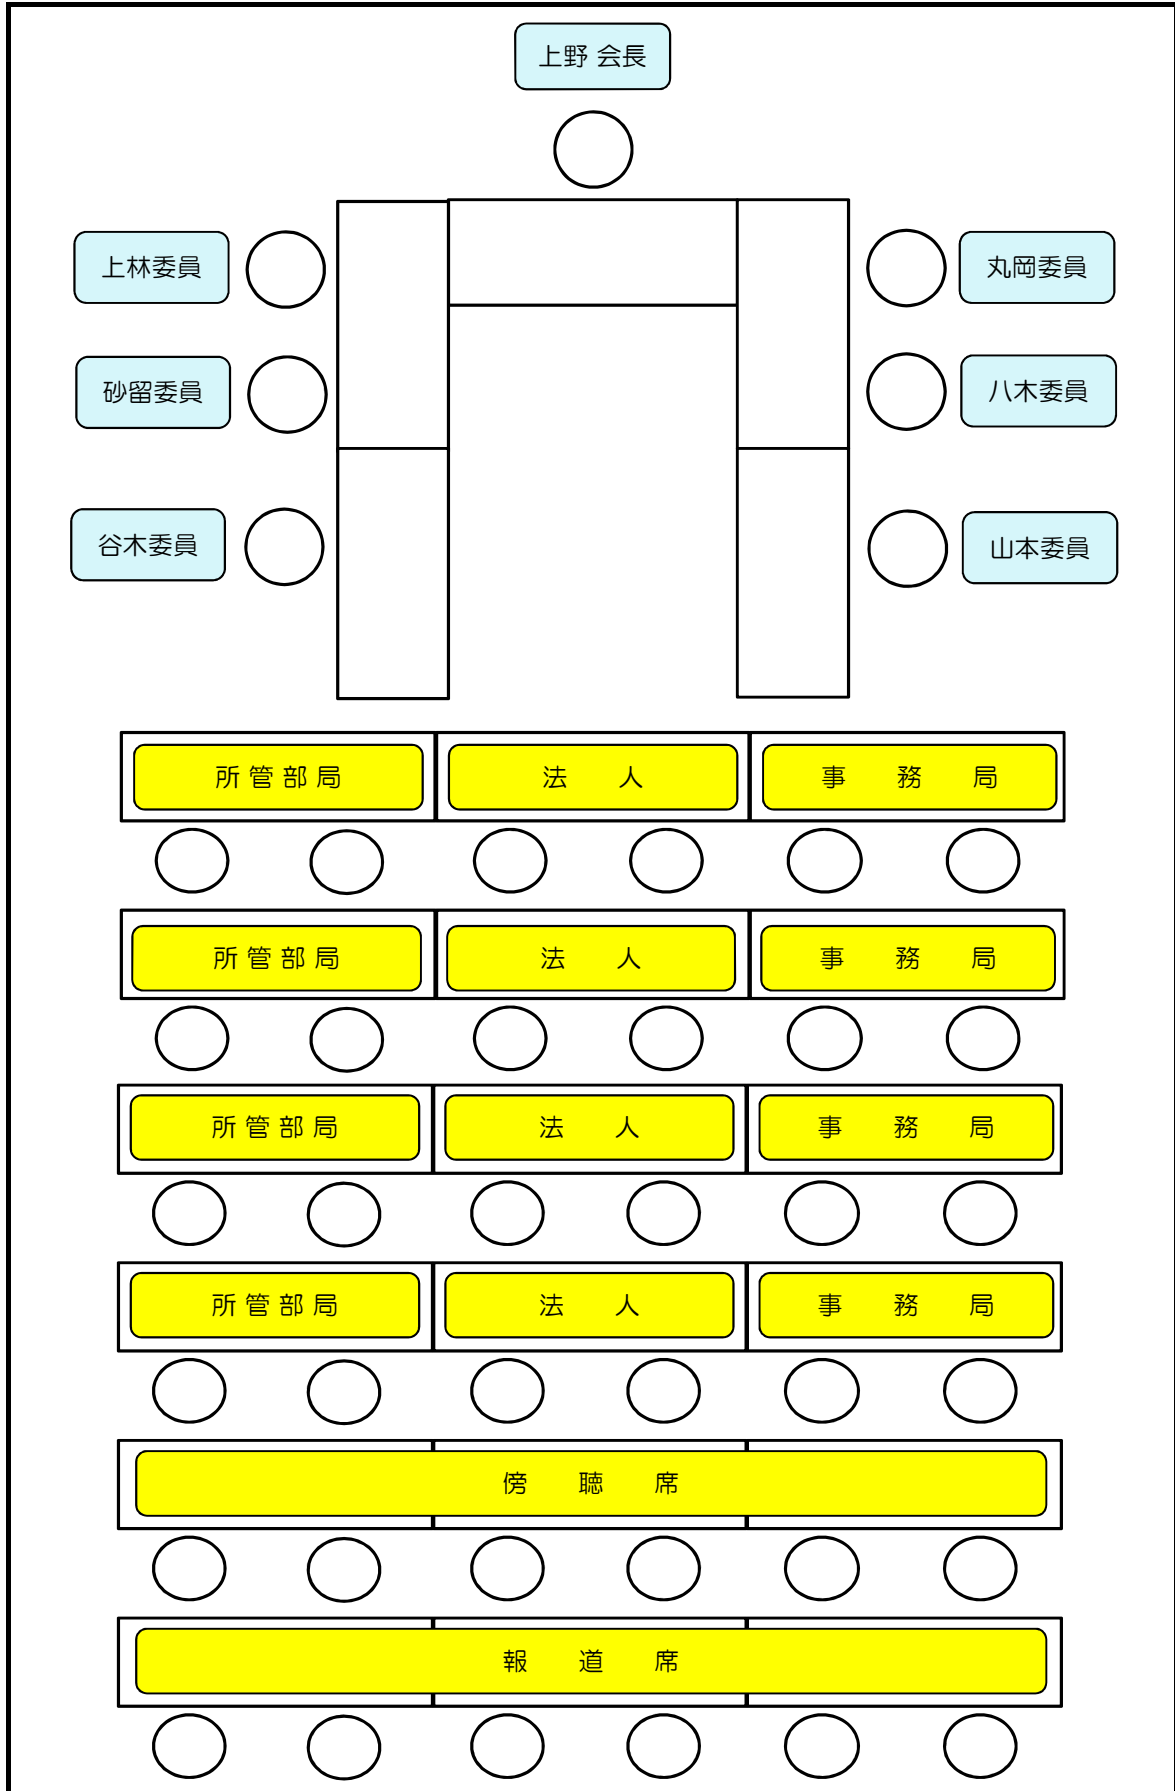 上野 会長
上林委員
丸岡委員
砂留委員
八木委員
谷木委員
山本委員
所管部局 法人 事務局
所管部局 法人 事務局
所管部局 法人 事務局
所管部局 法人 事務局
傍聴席
報道席